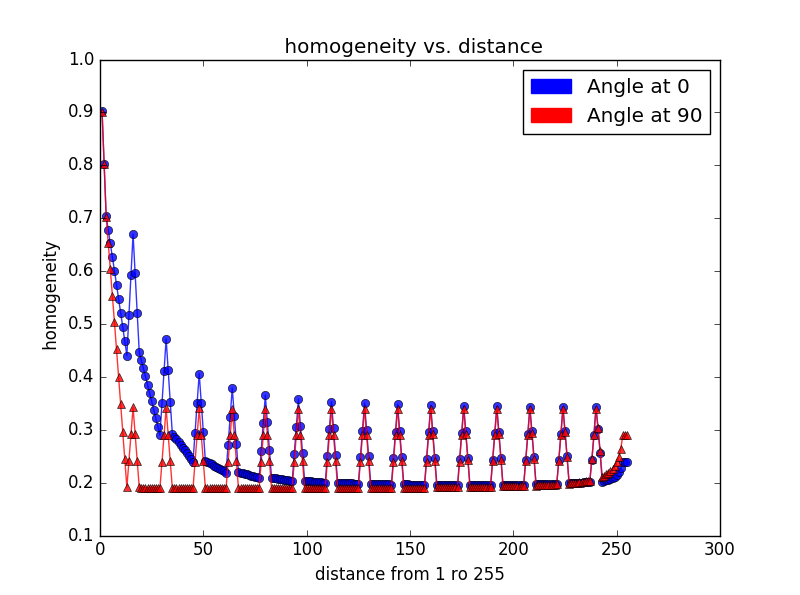 homogeneity vs. distance
1.0
0.9
0.8
0.7
0.6
0.5
0.4
0.3
0.2
0.1
homogeneity
Angle at 0
Angle at 90
0 50 100 150 200 250 300
distance from 1 ro 255